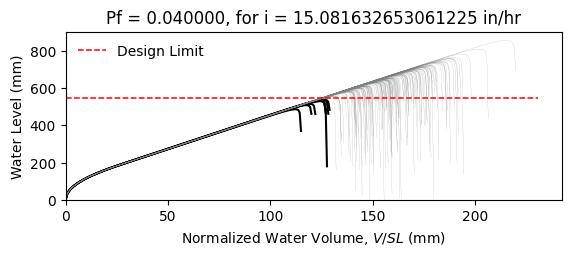 Pf = 0.040000, for i = 15.081632653061225 in/hr
Design Limit
Water Level (mm)
800
600
400
200
0
0 50 100 150 200
Normalized Water Volume, V/SL (mm)